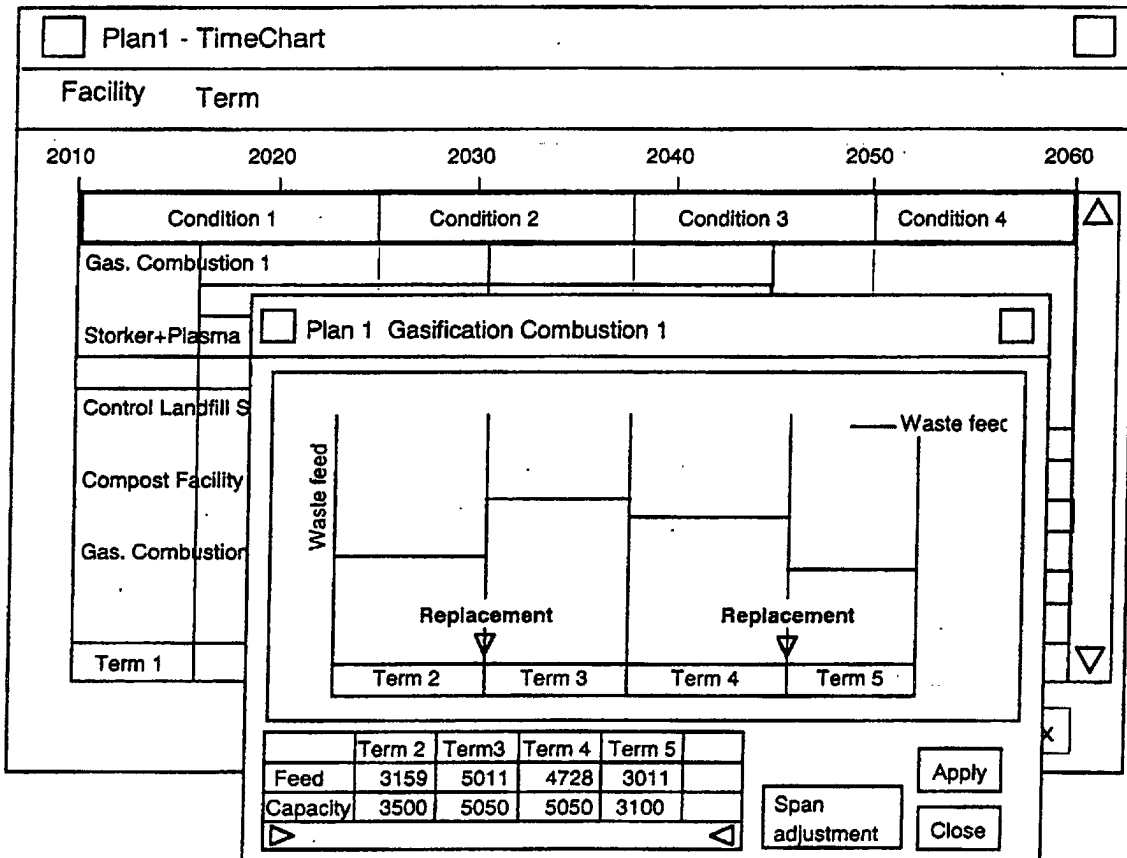 Plan1 - TimeChart
Facility Term
2010 2020 2030 2040 2050 2060
Condition 1 Condition 2 Condition 3 Condition 4
Gas. Combustion 1
Storker+Plasma
Control Landfill S
Compost Facility
Gas. Combustion
Term 1
Plan 1 Gasification Combustion 1
Waste feed
Waste feed
Replacement Replacement
Term 2 Term 3 Term 4 Term 5
Term 2 Term3 Term 4 Term 5
Feed 3159 5011 4728 3011
Capacity 3500 5050 5050 3100
Span
adjustment
Apply
Close
x